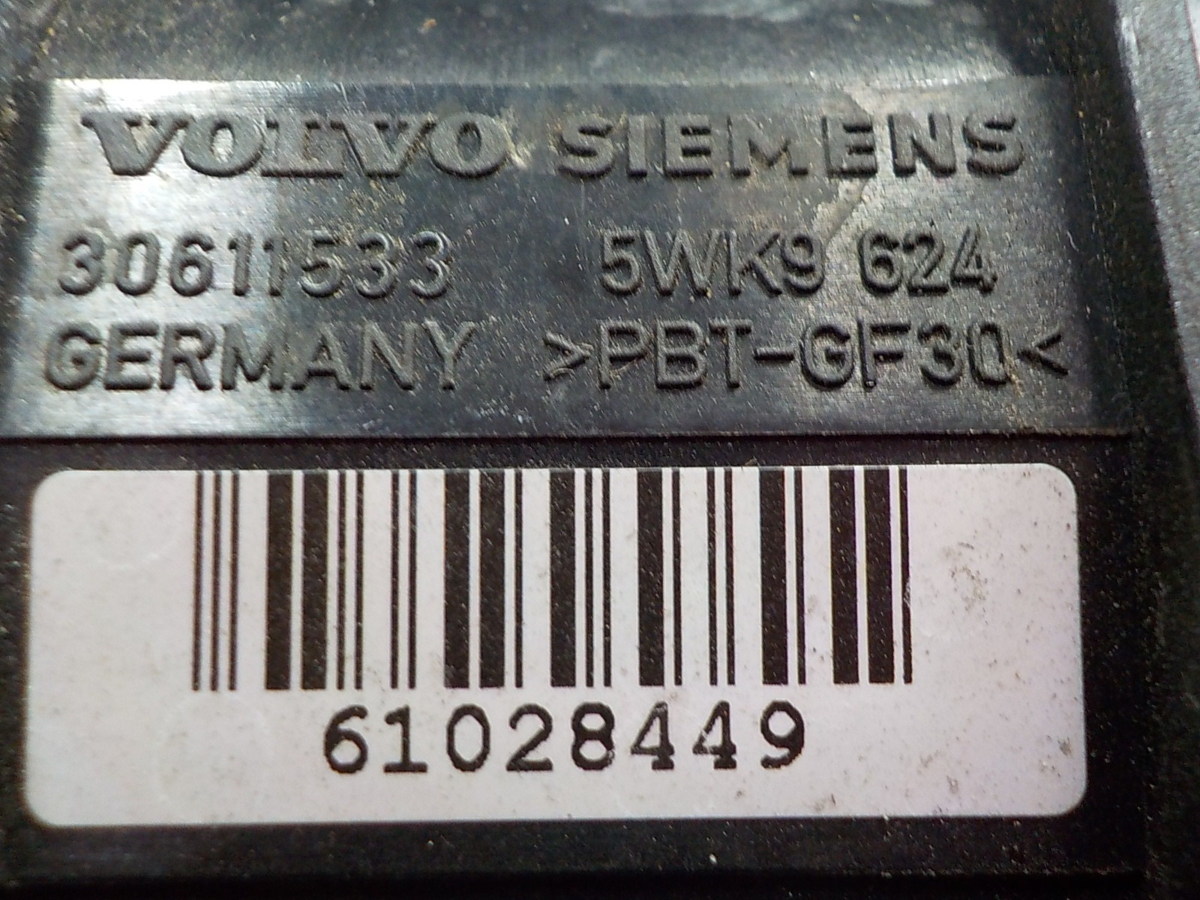 VOLVO SIEMENS
30611533 5WK9 624
GERMANY >PBT-GF30<
61028449